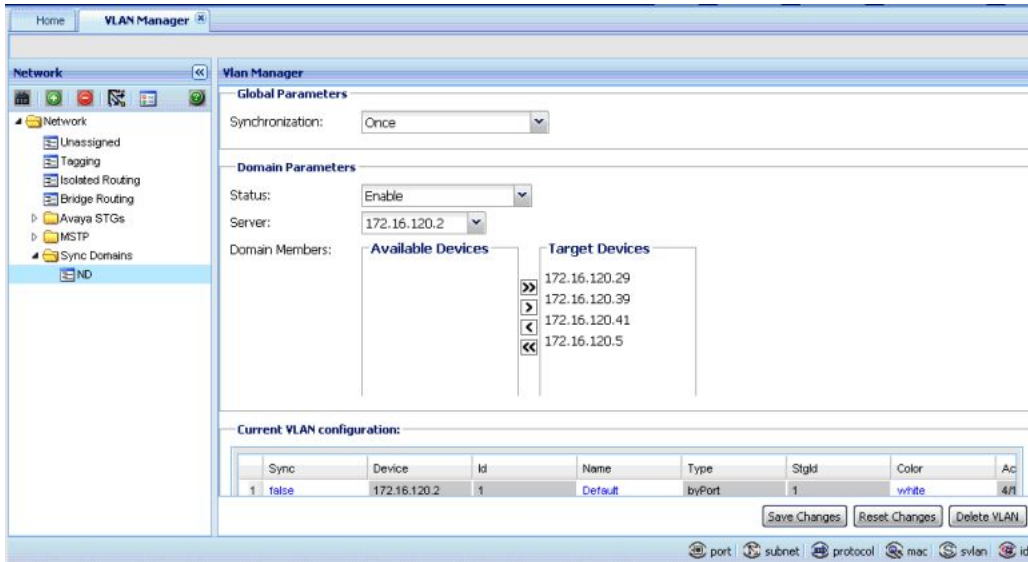 Home VLAN Manager
Network
Network
Unassigned
Tagging
Isolated Routing
Bridge Routing
Avaya STGs
MSTP
Sync Domains
ND
Vlan Manager
Global Parameters
Synchronization: Once
Domain Parameters
Status: Enable
Server: 172.16.120.2
Domain Members: Available Devices Target Devices
172.16.120.29
172.16.120.39
172.16.120.41
172.16.120.5
Current VLAN configuration:
Sync Device Id Name Type StgId Color Ac
1 false 172.16.120.2 1 Default byPort 1 white 4/1
Save Changes Reset Changes Delete VLAN
port subnet protocol mac svlan id